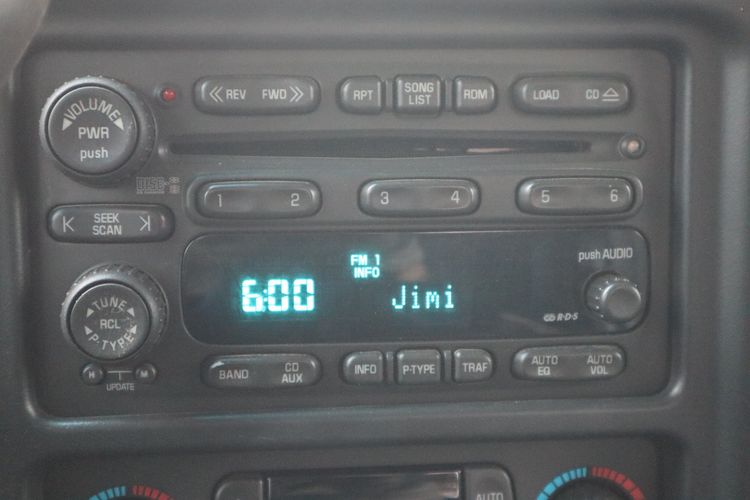 VOLUME
PWR
push
REV FWD
RPT
SONG
LIST
RDM
LOAD CD
DISC
1 2
3 4
5 6
SEEK
SCAN
FM 1
INFO
6:00
Jimi
push AUDIO
R·D·S
TUNE
RCL
P-TYPE
H M
UPDATE
BAND
CD
AUX
INFO
P-TYPE
TRAF
AUTO
EQ
AUTO
VOL
AUTO